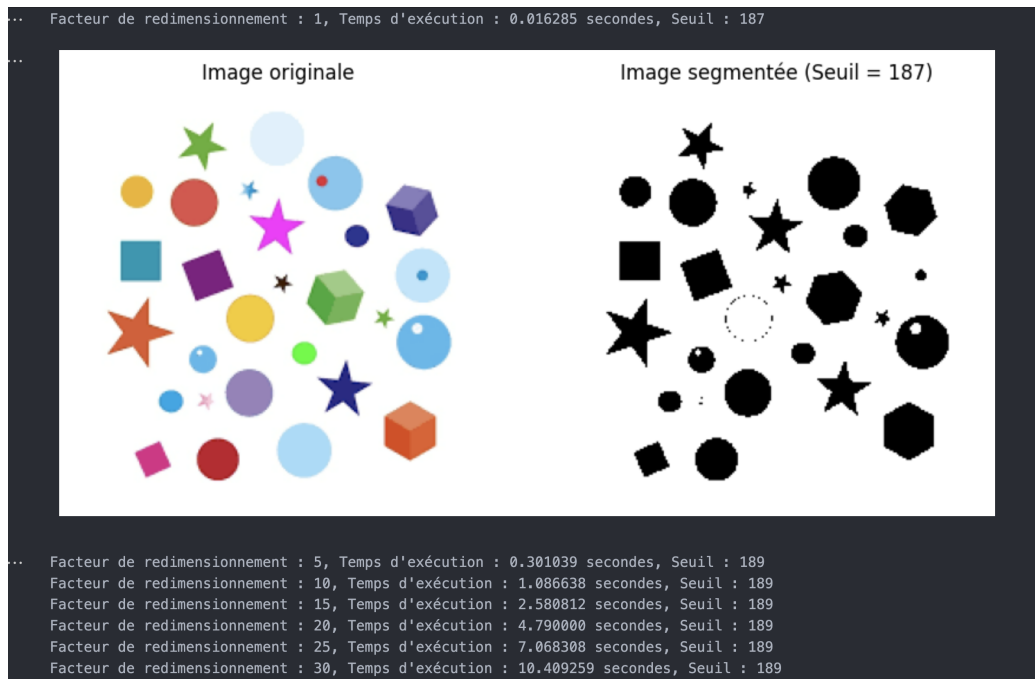 ... Facteur de redimensionnement : 1, Temps d'exécution : 0.016285 secondes, Seuil : 187
...
Image originale
Image segmentée (Seuil = 187)
... Facteur de redimensionnement : 5, Temps d'exécution : 0.301039 secondes, Seuil : 189
Facteur de redimensionnement : 10, Temps d'exécution : 1.086638 secondes, Seuil : 189
Facteur de redimensionnement : 15, Temps d'exécution : 2.580812 secondes, Seuil : 189
Facteur de redimensionnement : 20, Temps d'exécution : 4.790000 secondes, Seuil : 189
Facteur de redimensionnement : 25, Temps d'exécution : 7.068308 secondes, Seuil : 189
Facteur de redimensionnement : 30, Temps d'exécution : 10.409259 secondes, Seuil : 189